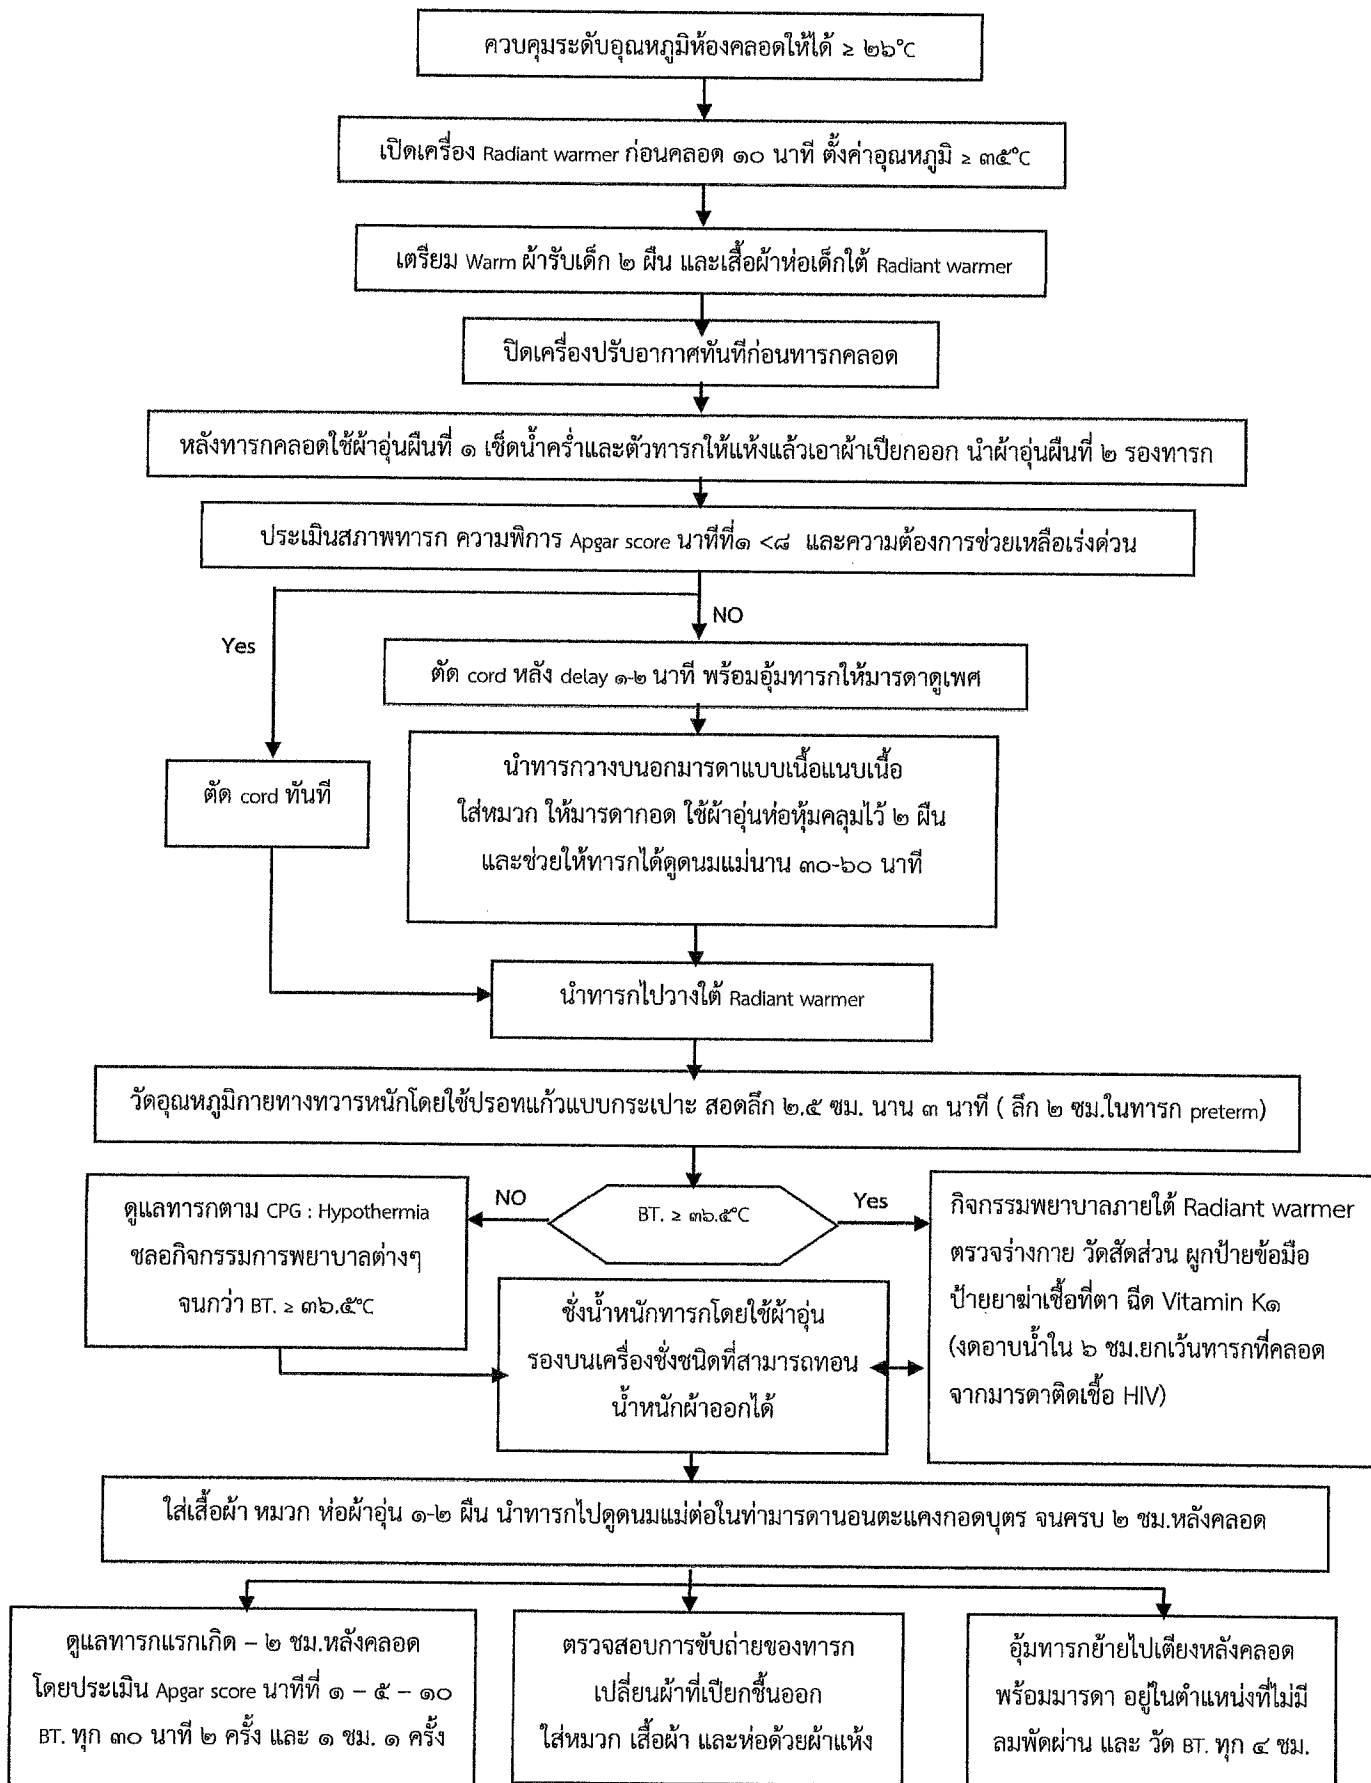 ควบคุมระดับอุณหภูมิห้องคลอดให้ได้ ≥ ๒๖°C
เปิดเครื่อง Radiant warmer ก่อนคลอด ๑๐ นาที ตั้งค่าอุณหภูมิ ≥ ๓๕°C
เตรียม Warm ผ้ารับเด็ก ๒ ผืน และเสื้อผ้าห่อเด็กใต้ Radiant warmer
ปิดเครื่องปรับอากาศทันทีก่อนทารกคลอด
หลังทารกคลอดใช้ผ้าอุ่นผืนที่ ๑ เช็ดน้ำคร่ำและตัวทารกให้แห้งแล้วเอาผ้าเปียกออก นำผ้าอุ่นผืนที่ ๒ รองทารก
ประเมินสภาพทารก ความพิการ Apgar score นาทีที่๑ <๘ และความต้องการช่วยเหลือเร่งด่วน
NO
Yes
ตัด cord หลัง delay ๑-๒ นาที พร้อมอุ้มทารกให้มารดาดูเพศ
ตัด cord ทันที
นำทารกวางบนอกมารดาแบบเนื้อแนบเนื้อ
ใส่หมวก ให้มารดากอด ใช้ผ้าอุ่นห่อหุ้มคลุมไว้ ๒ ผืน
และช่วยให้ทารกได้ดูดนมแม่นาน ๓๐-๖๐ นาที
นำทารกไปวางใต้ Radiant warmer
วัดอุณหภูมิกายทางทวารหนักโดยใช้ปรอทแก้วแบบกระเปาะ สอดลึก ๒.๕ ซม. นาน ๓ นาที ( ลึก ๒ ซม.ในทารก preterm)
ดูแลทารกตาม CPG : Hypothermia
ชลอกิจกรรมการพยาบาลต่างๆ
จนกว่า BT. ≥ ๓๖.๕°C
NO
BT. ≥ ๓๖.๕°C
Yes
กิจกรรมพยาบาลภายใต้ Radiant warmer
ตรวจร่างกาย วัดสัดส่วน ผูกป้ายข้อมือ
ป้ายยาฆ่าเชื้อที่ตา ฉีด Vitamin K๑
(งดอาบน้ำใน ๖ ชม.ยกเว้นทารกที่คลอด
จากมารดาติดเชื้อ HIV)
ชั่งน้ำหนักทารกโดยใช้ผ้าอุ่น
รองบนเครื่องชั่งชนิดที่สามารถทอน
น้ำหนักผ้าออกได้
ใส่เสื้อผ้า หมวก ห่อผ้าอุ่น ๑-๒ ผืน นำทารกไปดูดนมแม่ต่อในท่ามารดานอนตะแคงกอดบุตร จนครบ ๒ ชม.หลังคลอด
ดูแลทารกแรกเกิด – ๒ ชม.หลังคลอด
โดยประเมิน Apgar score นาทีที่ ๑ – ๕ – ๑๐
BT. ทุก ๓๐ นาที ๒ ครั้ง และ ๑ ชม. ๑ ครั้ง
ตรวจสอบการขับถ่ายของทารก
เปลี่ยนผ้าที่เปียกชื้นออก
ใส่หมวก เสื้อผ้า และห่อด้วยผ้าแห้ง
อุ้มทารกย้ายไปเตียงหลังคลอด
พร้อมมารดา อยู่ในตำแหน่งที่ไม่มี
ลมพัดผ่าน และ วัด BT. ทุก ๔ ชม.